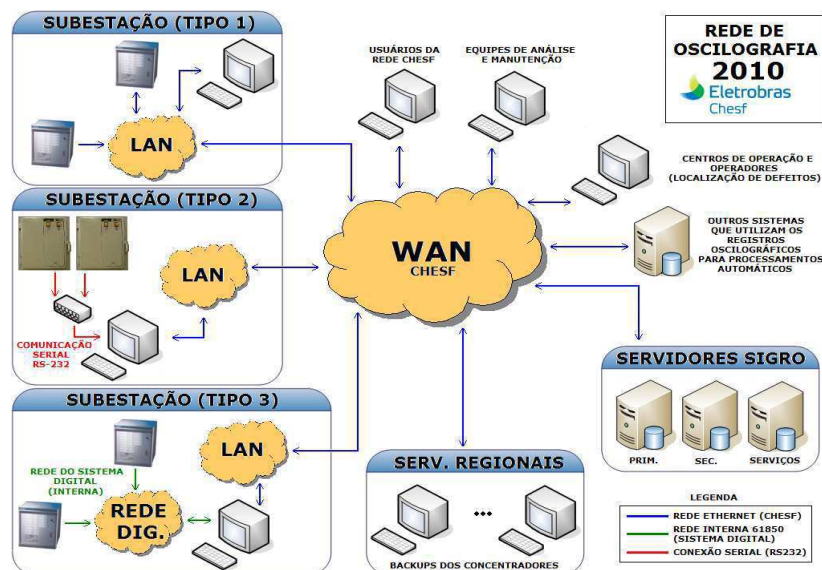 SUBESTAÇÃO (TIPO 1)
LAN
SUBESTAÇÃO (TIPO 2)
LAN
COMUNICAÇÃO
SERIAL
RS-232
SUBESTAÇÃO (TIPO 3)
REDE DO SISTEMA
DIGITAL
(INTERNA)
LAN
REDE
DIG.
USUÁRIOS DA
REDE CHESF
EQUIPES DE ANÁLISE
E MANUTENÇÃO
REDE DE
OSCILOGRAFIA
2010
Eletrobras
Chesf
CENTROS DE OPERAÇÃO E
OPERADORES
(LOCALIZAÇÃO DE DEFEITOS)
WAN
CHESF
OUTROS SISTEMAS
QUE UTILIZAM OS
REGISTROS
OSCILOGRÁFICOS
PARA PROCESSAMENTOS
AUTOMÁTICOS
SERVIDORES SIGRO
PRIM.
SEC.
SERVIÇOS
SERV. REGIONAIS
...
BACKUPS DOS CONCENTRADORES
LEGENDA
REDE ETHERNET (CHESF)
REDE INTERNA 61850
(SISTEMA DIGITAL)
CONEXÃO SERIAL (RS232)